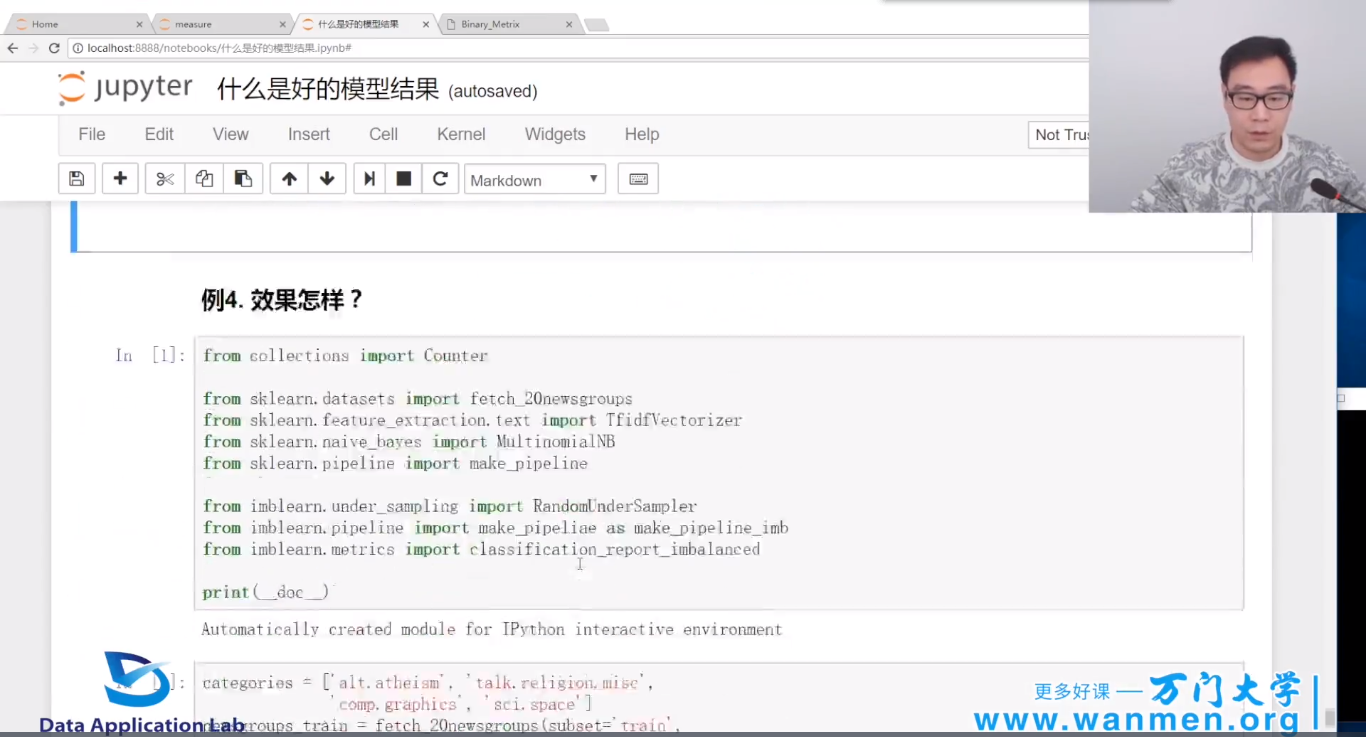 Home
measure
什么是好的模型结果
Binary_Metrix
localhost:8888/notebooks/什么是好的模型结果.ipynb#
jupyter 什么是好的模型结果 (autosaved)
File Edit View Insert Cell Kernel Widgets Help
Not Trus
Markdown
例4. 效果怎样？
In [1]: from collections import Counter
from sklearn.datasets import fetch_20newsgroups
from sklearn.feature_extraction.text import TfidfVectorizer
from sklearn.naive_bayes import MultinomialNB
from sklearn.pipeline import make_pipeline
from imblearn.under_sampling import RandomUnderSampler
from imblearn.pipeline import make_pipeline as make_pipeline_imb
from imblearn.metrics import classification_report_imbalanced
print(__doc__)
Automatically created module for IPython interactive environment
categories = ['alt.atheism', 'talk.religion.misc',
'comp.graphics', 'sci.space']
newsgroups_train = fetch_20newsgroups(subset='train',
Data Application Lab
更多好课 — 万门大学
www.wanmen.org